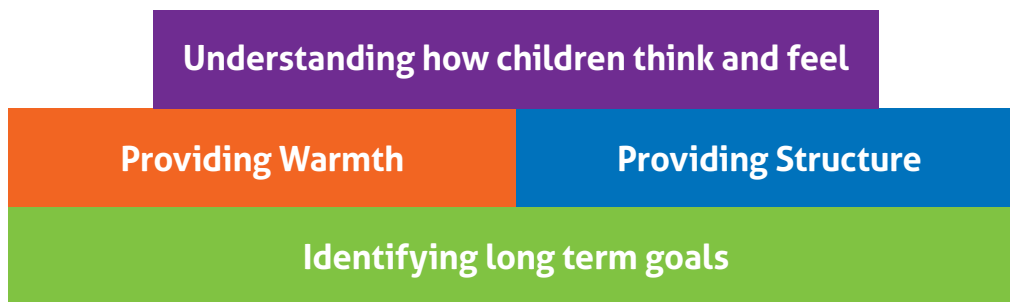 Understanding how children think and feel
Providing Warmth
Providing Structure
Identifying long term goals